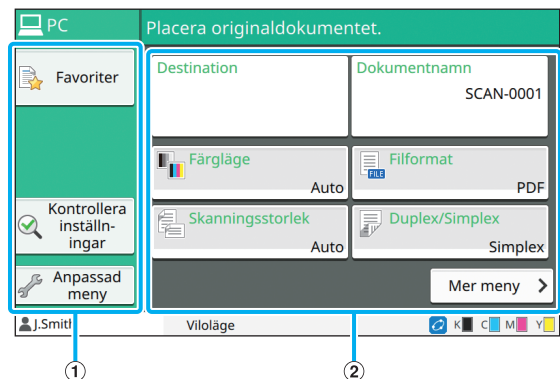 PC
Placera originaldokumentet.
Favoriter
Kontrollera
inställn-
ingar
Anpassad
meny
Destination
Dokumentnamn
SCAN-0001
Färgläge
Auto
Filformat
FILE
PDF
Skanningsstorlek
Auto
Duplex/Simplex
Simplex
Mer meny
J.Smith
Viloläge
K C M Y
1
2